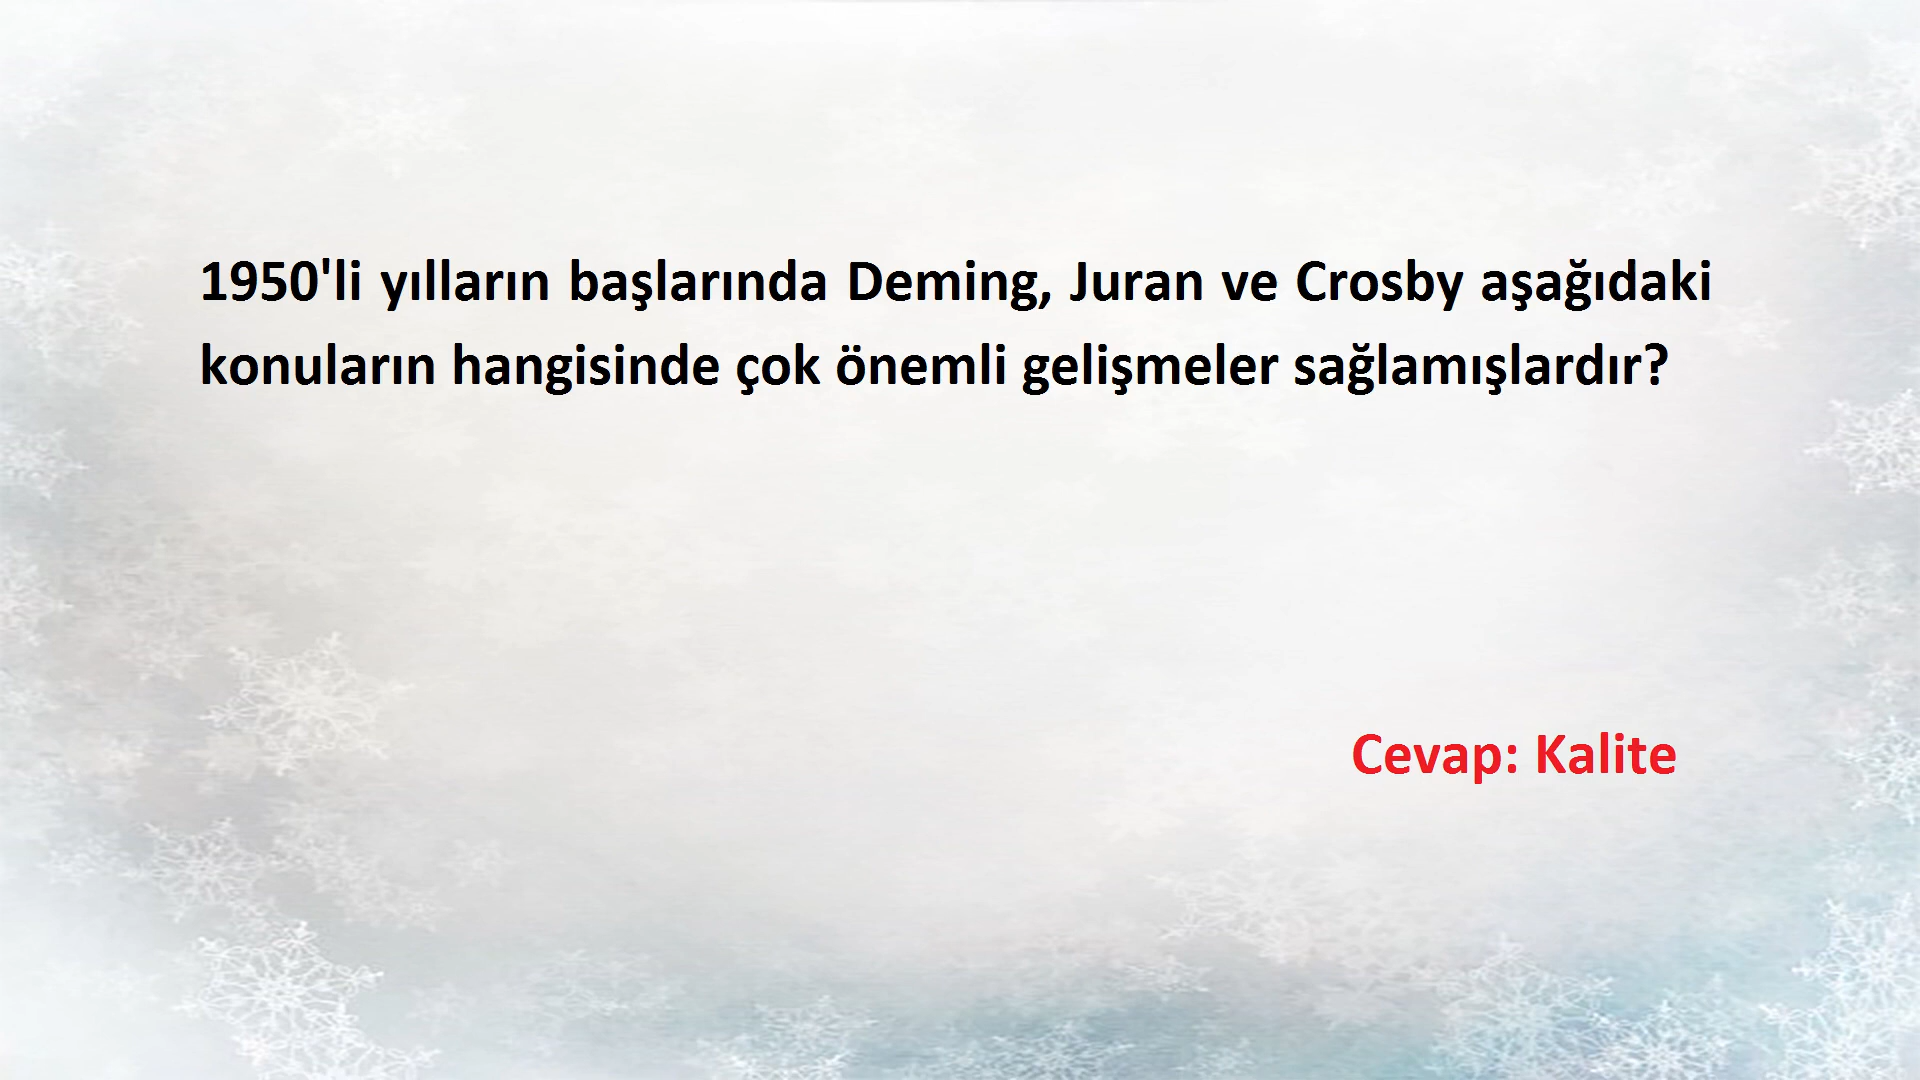 1950'li yılların başlarında Deming, Juran ve Crosby aşağıdaki
konuların hangisinde çok önemli gelişmeler sağlamışlardır?
Cevap: Kalite